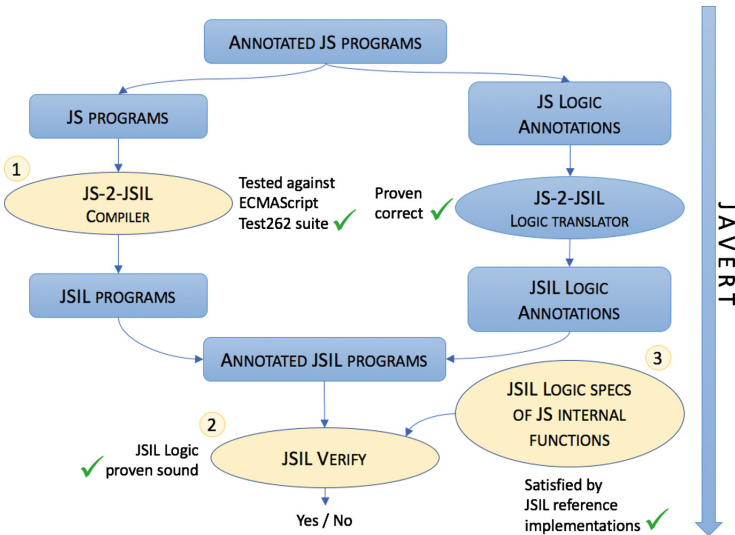 ANNOTATED JS PROGRAMS
JS PROGRAMS
JS LOGIC
ANNOTATIONS
1
JS-2-JSIL
COMPILER
Tested against
ECMAScript
Test262 suite ✓
Proven
correct ✓
JS-2-JSIL
LOGIC TRANSLATOR
JSIL PROGRAMS
JSIL LOGIC
ANNOTATIONS
ANNOTATED JSIL PROGRAMS
3
JSIL LOGIC SPECS
OF JS INTERNAL
FUNCTIONS
2
JSIL Logic
✓ proven sound
JSIL VERIFY
Yes / No
Satisfied by
JSIL reference
implementations ✓
JAVERT